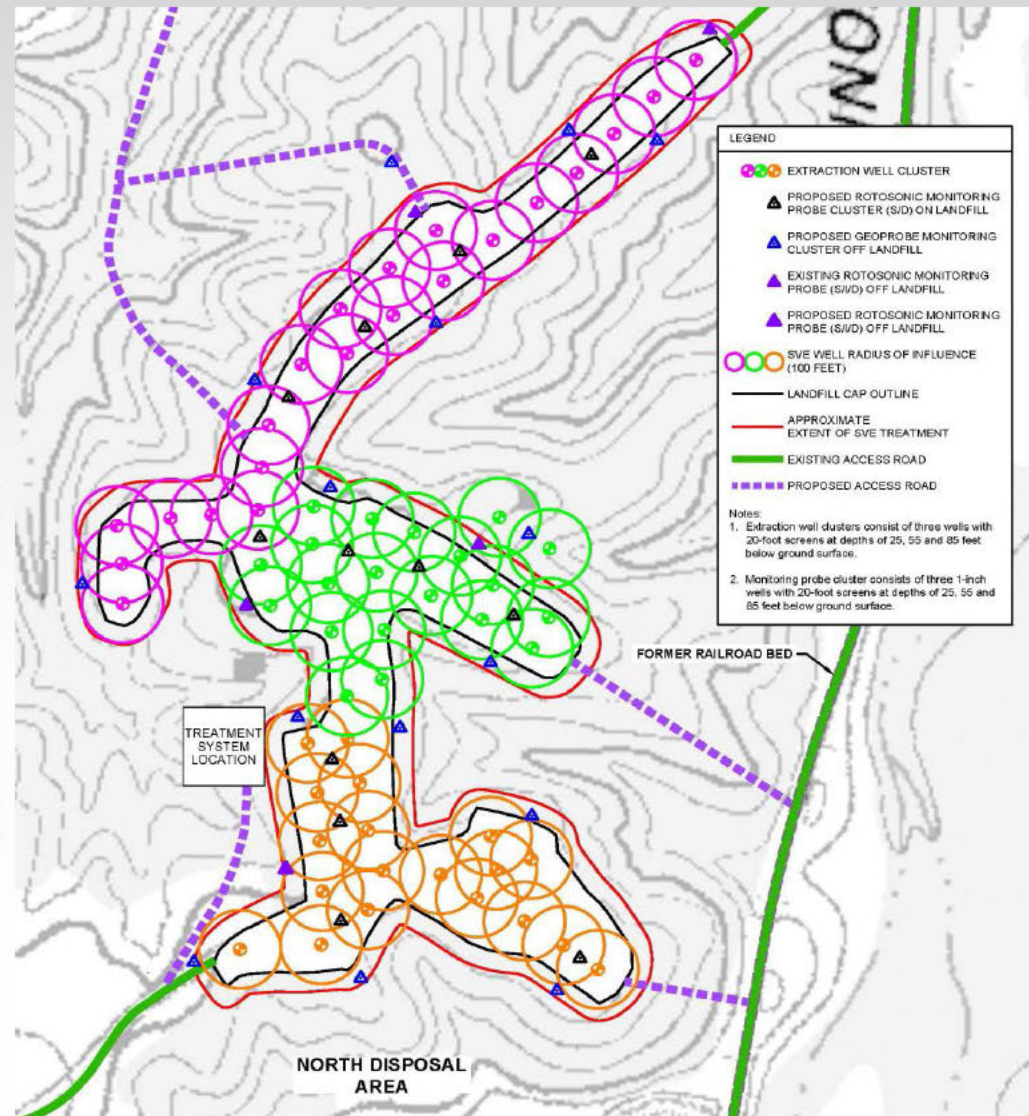 NO
LEGEND
EXTRACTION WELL CLUSTER
PROPOSED ROTOSONIC MONITORING
PROBE CLUSTER (S/D) ON LANDFILL
PROPOSED GEOPROBE MONITORING
CLUSTER OFF LANDFILL
EXISTING ROTOSONIC MONITORING
PROBE (S/I/D) OFF LANDFILL
PROPOSED ROTOSONIC MONITORING
PROBE (S/I/D) OFF LANDFILL
SVE WELL RADIUS OF INFLUENCE
(100 FEET)
LANDFILL CAP OUTLINE
APPROXIMATE
EXTENT OF SVE TREATMENT
EXISTING ACCESS ROAD
PROPOSED ACCESS ROAD
Notes:
1. Extraction well clusters consist of three wells with
20-foot screens at depths of 25, 55 and 85 feet
below ground surface.
2. Monitoring probe cluster consists of three 1-inch
wells with 20-foot screens at depths of 25, 55 and
85 feet below ground surface.
FORMER RAILROAD BED
TREATMENT
SYSTEM
LOCATION
NORTH DISPOSAL
AREA